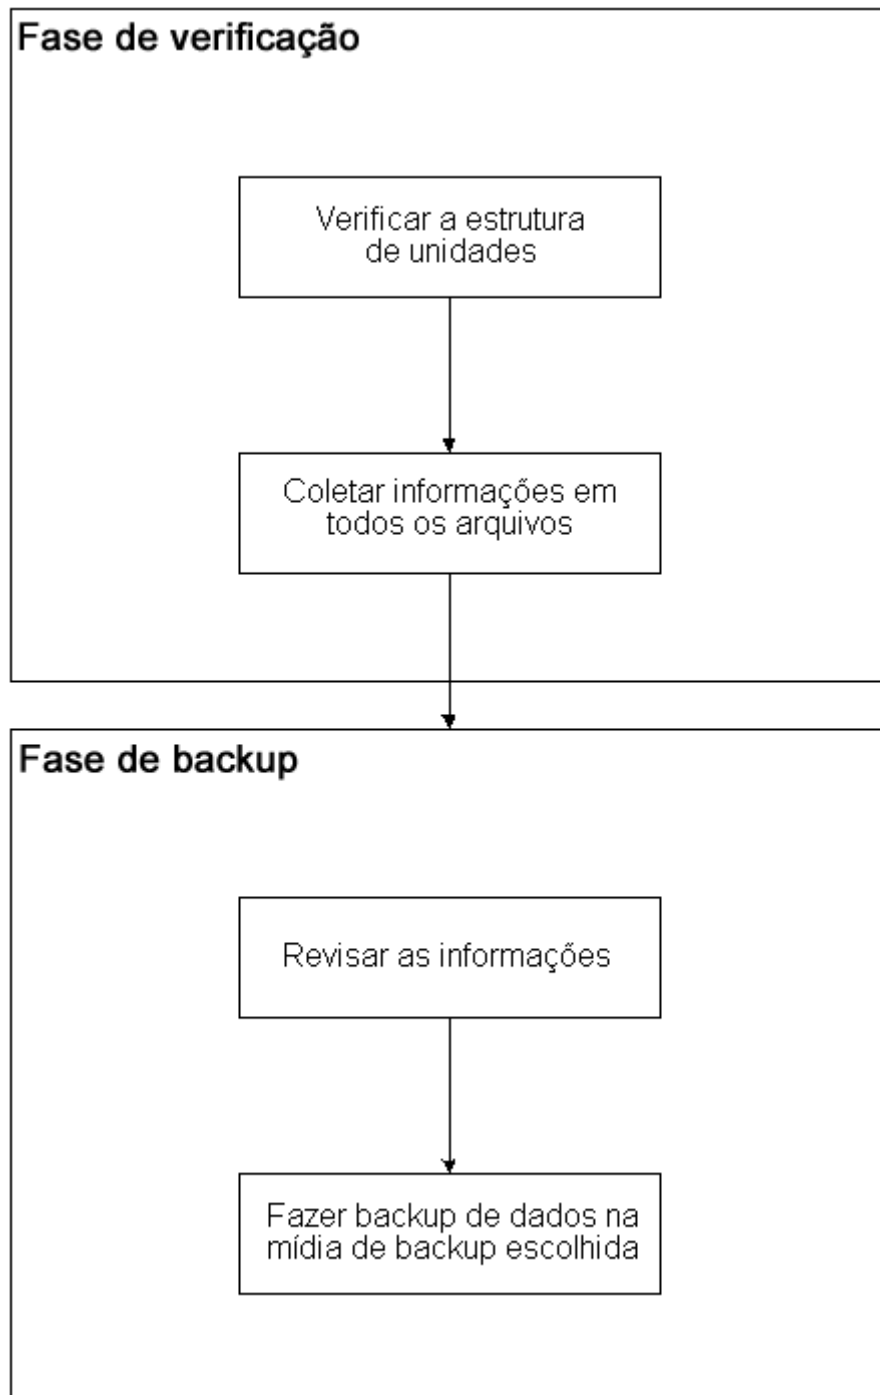 Fase de verificação
Verificar a estrutura
de unidades
Coletar informações em
todos os arquivos
Fase de backup
Revisar as informações
Fazer backup de dados na
mídia de backup escolhida